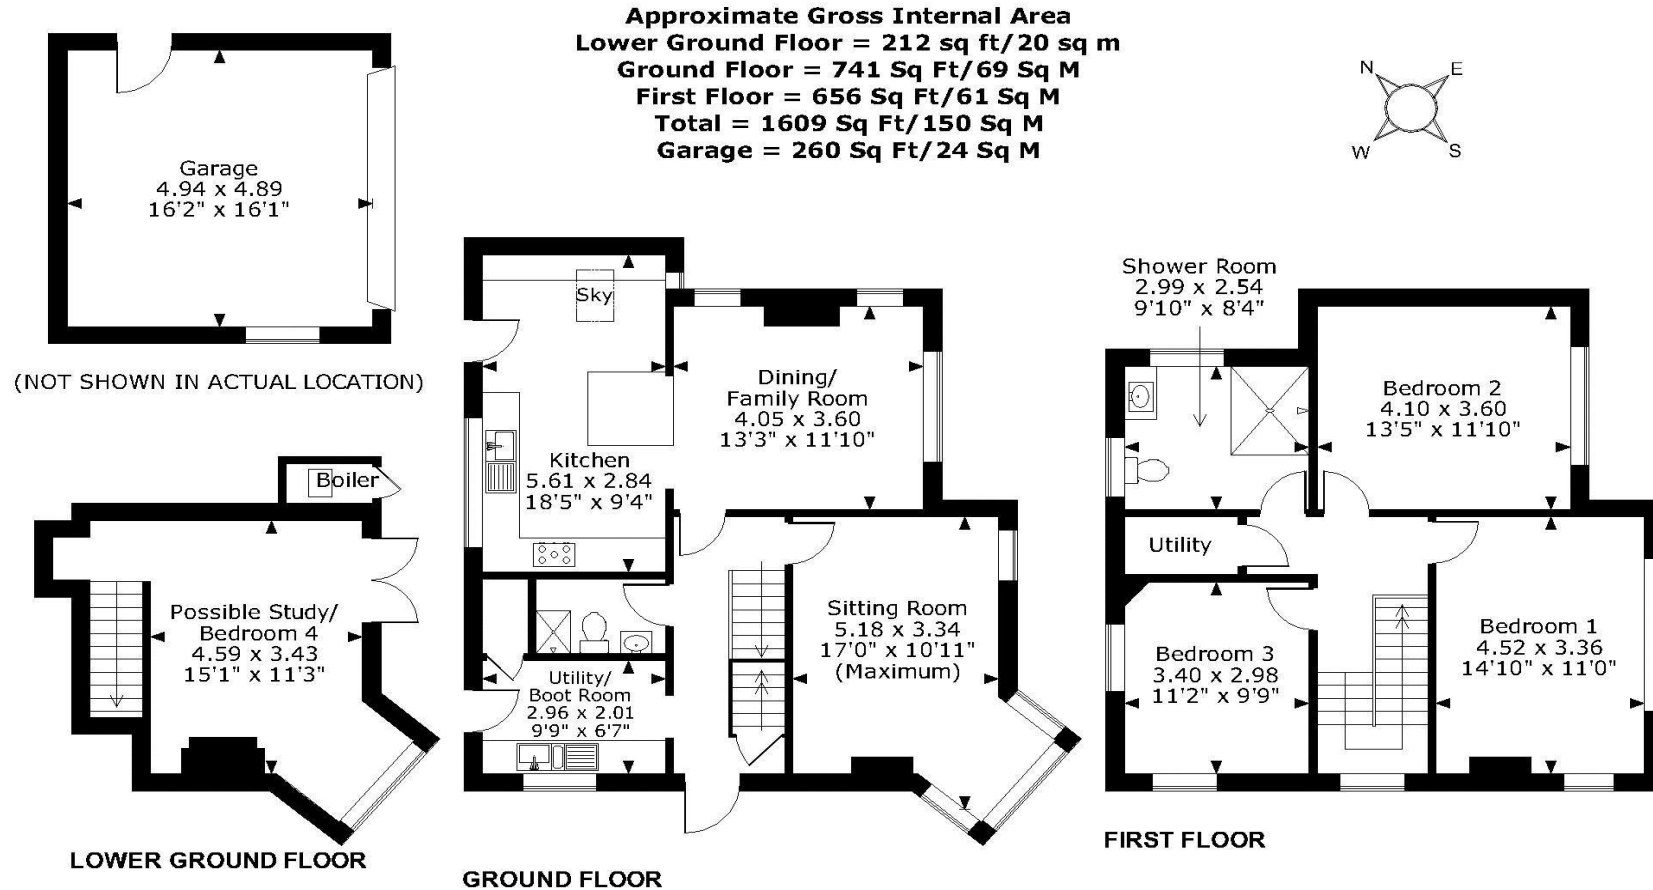 Approximate Gross Internal Area
Lower Ground Floor = 212 sq ft/20 sq m
Ground Floor = 741 Sq Ft/69 Sq M
First Floor = 656 Sq Ft/61 Sq M
Total = 1609 Sq Ft/150 Sq M
Garage = 260 Sq Ft/24 Sq M
N
E
W
S
Garage
4.94 x 4.89
16'2" x 16'1"
(NOT SHOWN IN ACTUAL LOCATION)
Boiler
Possible Study/
Bedroom 4
4.59 x 3.43
15'1" x 11'3"
LOWER GROUND FLOOR
Sky
Dining/
Family Room
4.05 x 3.60
13'3" x 11'10"
Kitchen
5.61 x 2.84
18'5" x 9'4"
Sitting Room
5.18 x 3.34
17'0" x 10'11"
(Maximum)
Utility/
Boot Room
2.96 x 2.01
9'9" x 6'7"
GROUND FLOOR
Shower Room
2.99 x 2.54
9'10" x 8'4"
Bedroom 2
4.10 x 3.60
13'5" x 11'10"
Utility
Bedroom 3
3.40 x 2.98
11'2" x 9'9"
Bedroom 1
4.52 x 3.36
14'10" x 11'0"
FIRST FLOOR